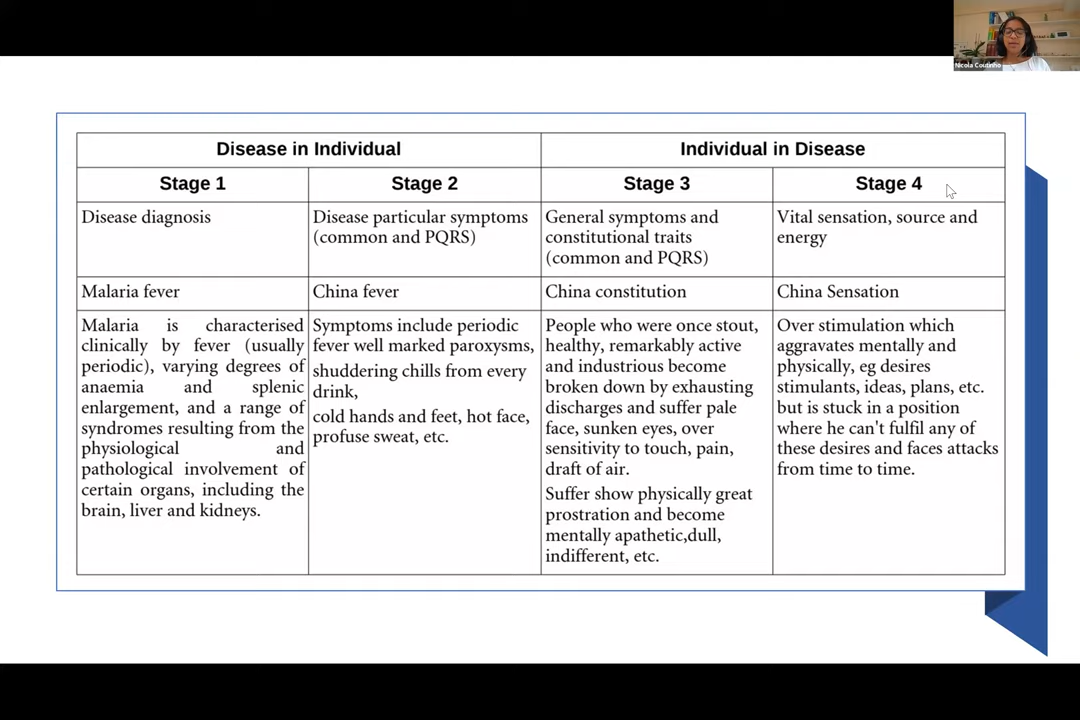 Nicola Coutinho
Disease in Individual
Individual in Disease
Stage 1
Stage 2
Stage 3
Stage 4
Disease diagnosis
Disease particular symptoms
(common and PQRS)
General symptoms and
constitutional traits
(common and PQRS)
Vital sensation, source and
energy
Malaria fever
China fever
China constitution
China Sensation
Malaria is characterised
clinically by fever (usually
periodic), varying degrees of
anaemia and splenic
enlargement, and a range of
syndromes resulting from the
physiological and
pathological involvement of
certain organs, including the
brain, liver and kidneys.
Symptoms include periodic
fever well marked paroxysms,
shuddering chills from every
drink,
cold hands and feet, hot face,
profuse sweat, etc.
People who were once stout,
healthy, remarkably active
and industrious become
broken down by exhausting
discharges and suffer pale
face, sunken eyes, over
sensitivity to touch, pain,
draft of air.
Suffer show physically great
prostration and become
mentally apathetic,dull,
indifferent, etc.
Over stimulation which
aggravates mentally and
physically, eg desires
stimulants, ideas, plans, etc.
but is stuck in a position
where he can't fulfil any of
these desires and faces attacks
from time to time.